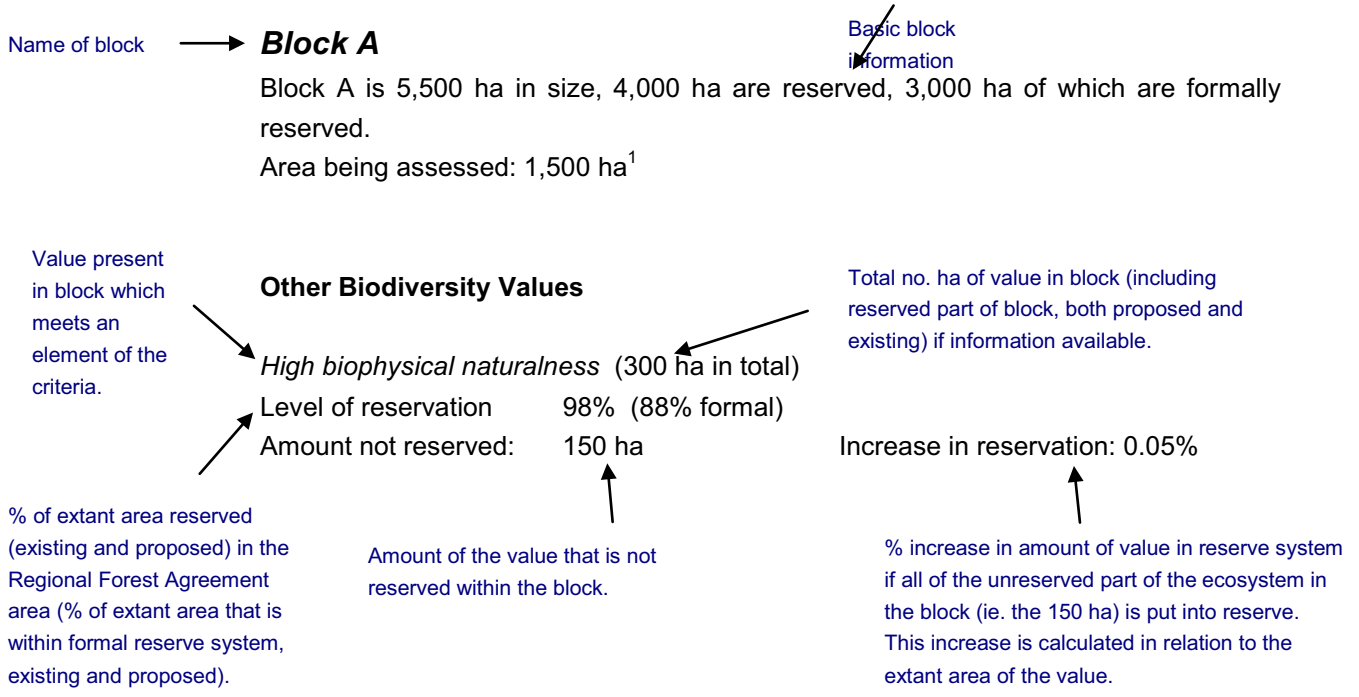 Name of block
Block A
Basic block
information
Block A is 5,500 ha in size, 4,000 ha are reserved, 3,000 ha of which are formally
reserved.
Area being assessed: 1,500 ha¹
Value present
in block which
meets an
element of the
criteria.
Other Biodiversity Values
Total no. ha of value in block (including
reserved part of block, both proposed and
existing) if information available.
High biophysical naturalness (300 ha in total)
Level of reservation 98% (88% formal)
Amount not reserved: 150 ha Increase in reservation: 0.05%
% of extant area reserved
(existing and proposed) in the
Regional Forest Agreement
area (% of extant area that is
within formal reserve system,
existing and proposed).
Amount of the value that is not
reserved within the block.
% increase in amount of value in reserve system
if all of the unreserved part of the ecosystem in
the block (ie. the 150 ha) is put into reserve.
This increase is calculated in relation to the
extant area of the value.